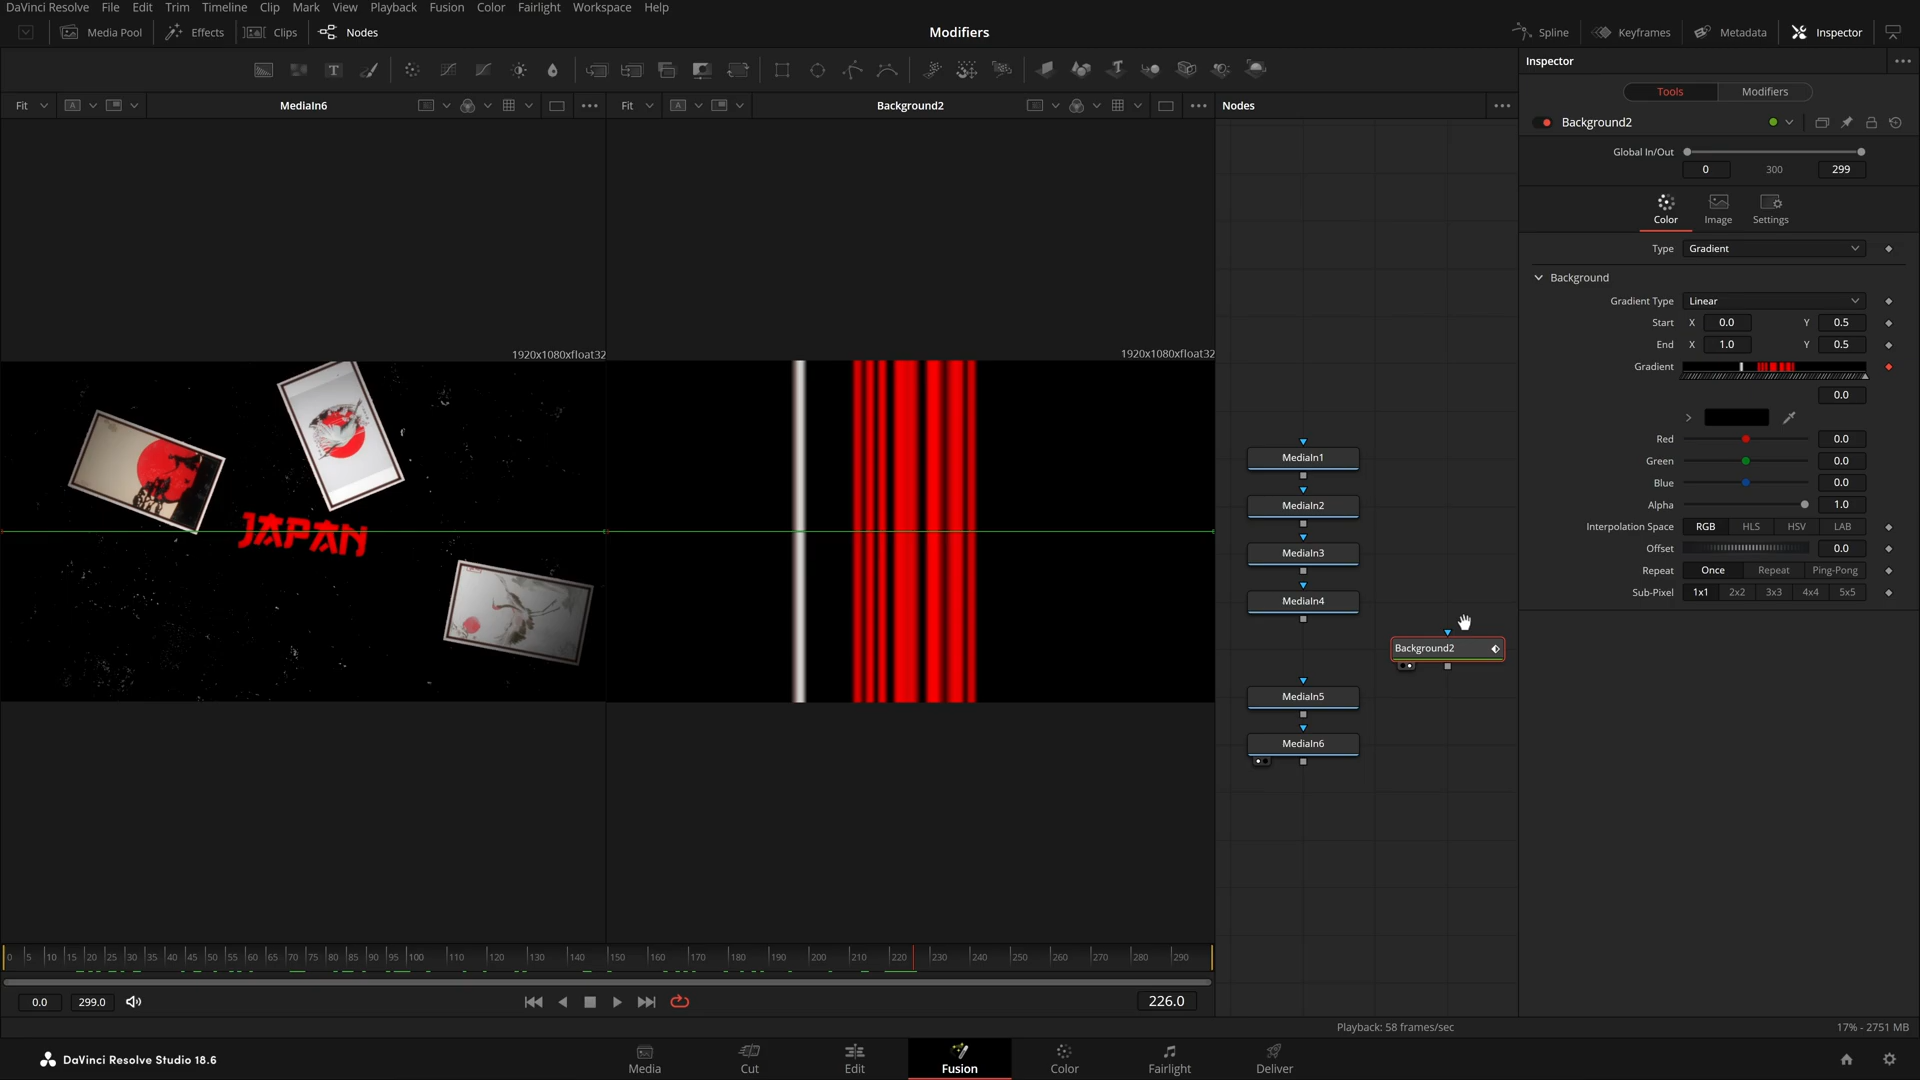 DaVinci Resolve File Edit Trim Timeline Clip Mark View Playback Fusion Color Fairlight Workspace Help
Media Pool Effects Clips Nodes Modifiers Spline Keyframes Metadata Inspector
Inspector
Tools Modifiers
Fit A MediaIn6 Fit A Background2 Nodes
Background2
Global In/Out
0 300 299
Color Image Settings
Type Gradient
Background
Gradient Type Linear
Start X 0.0 Y 0.5
End X 1.0 Y 0.5
Gradient
0.0
Red 0.0
Green 0.0
Blue 0.0
Alpha 1.0
Interpolation Space RGB HLS HSV LAB
Offset 0.0
Repeat Once Repeat Ping-Pong
Sub-Pixel 1x1 2x2 3x3 4x4 5x5
1920x1080xfloat32 1920x1080xfloat32
JAPAN
MediaIn1
MediaIn2
MediaIn3
MediaIn4
Background2
MediaIn5
MediaIn6
0 5 10 15 20 25 30 35 40 45 50 55 60 65 70 75 80 85 90 95 100 110 120 130 140 150 160 170 180 190 200 210 220 230 240 250 260 270 280 290
0.0 299.0 226.0
Playback: 58 frames/sec 17% - 2751 MB
DaVinci Resolve Studio 18.6
Media Cut Edit Fusion Color Fairlight Deliver